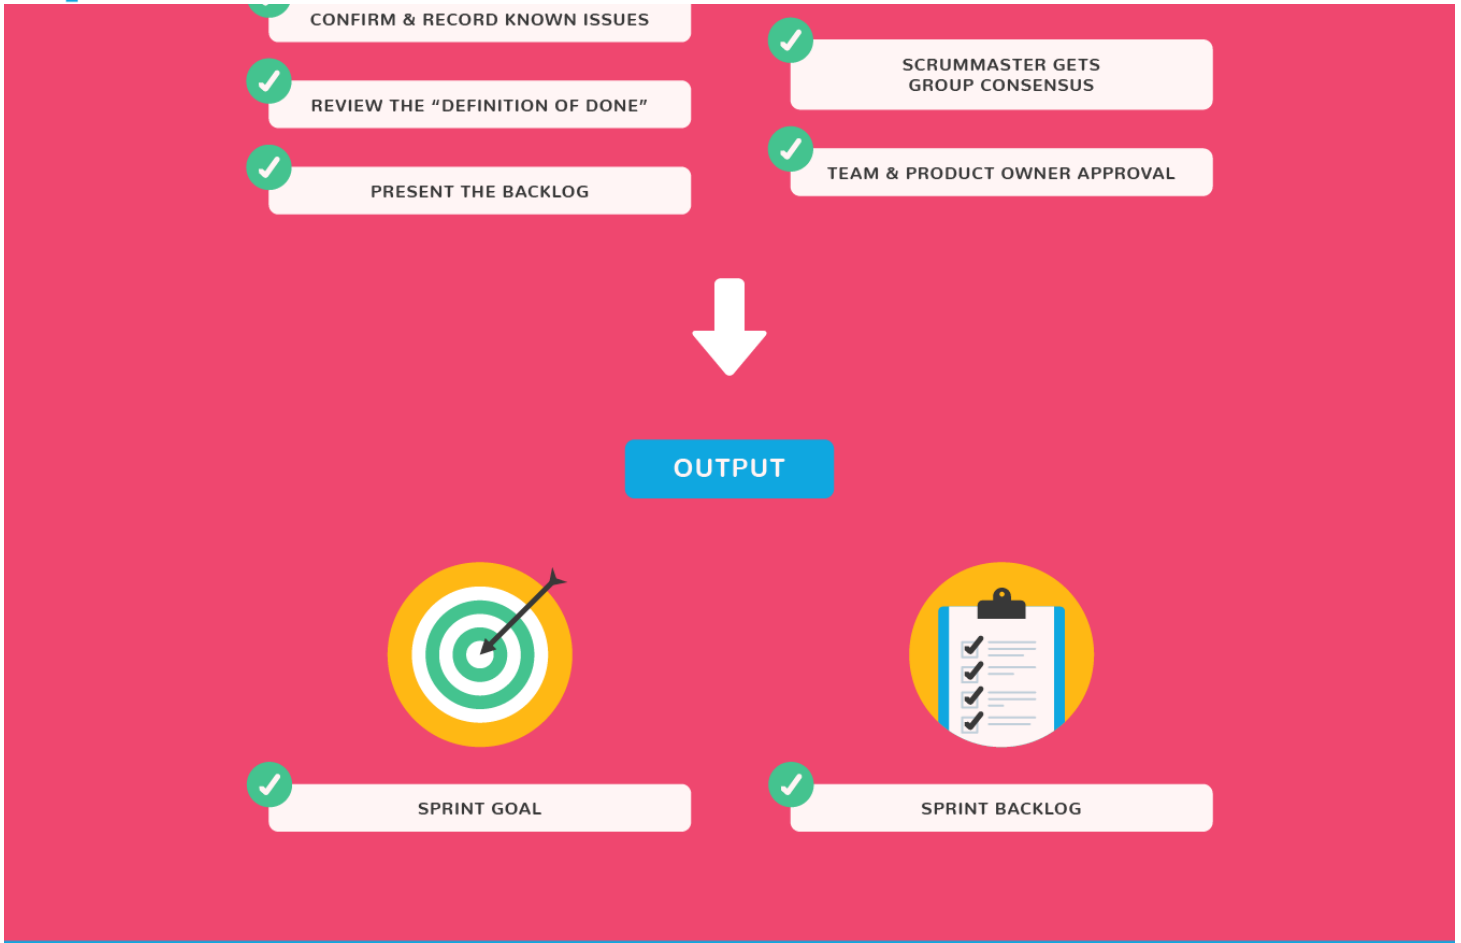 CONFIRM & RECORD KNOWN ISSUES
REVIEW THE “DEFINITION OF DONE”
PRESENT THE BACKLOG
SCRUMMASTER GETS
GROUP CONSENSUS
TEAM & PRODUCT OWNER APPROVAL
OUTPUT
SPRINT GOAL
SPRINT BACKLOG